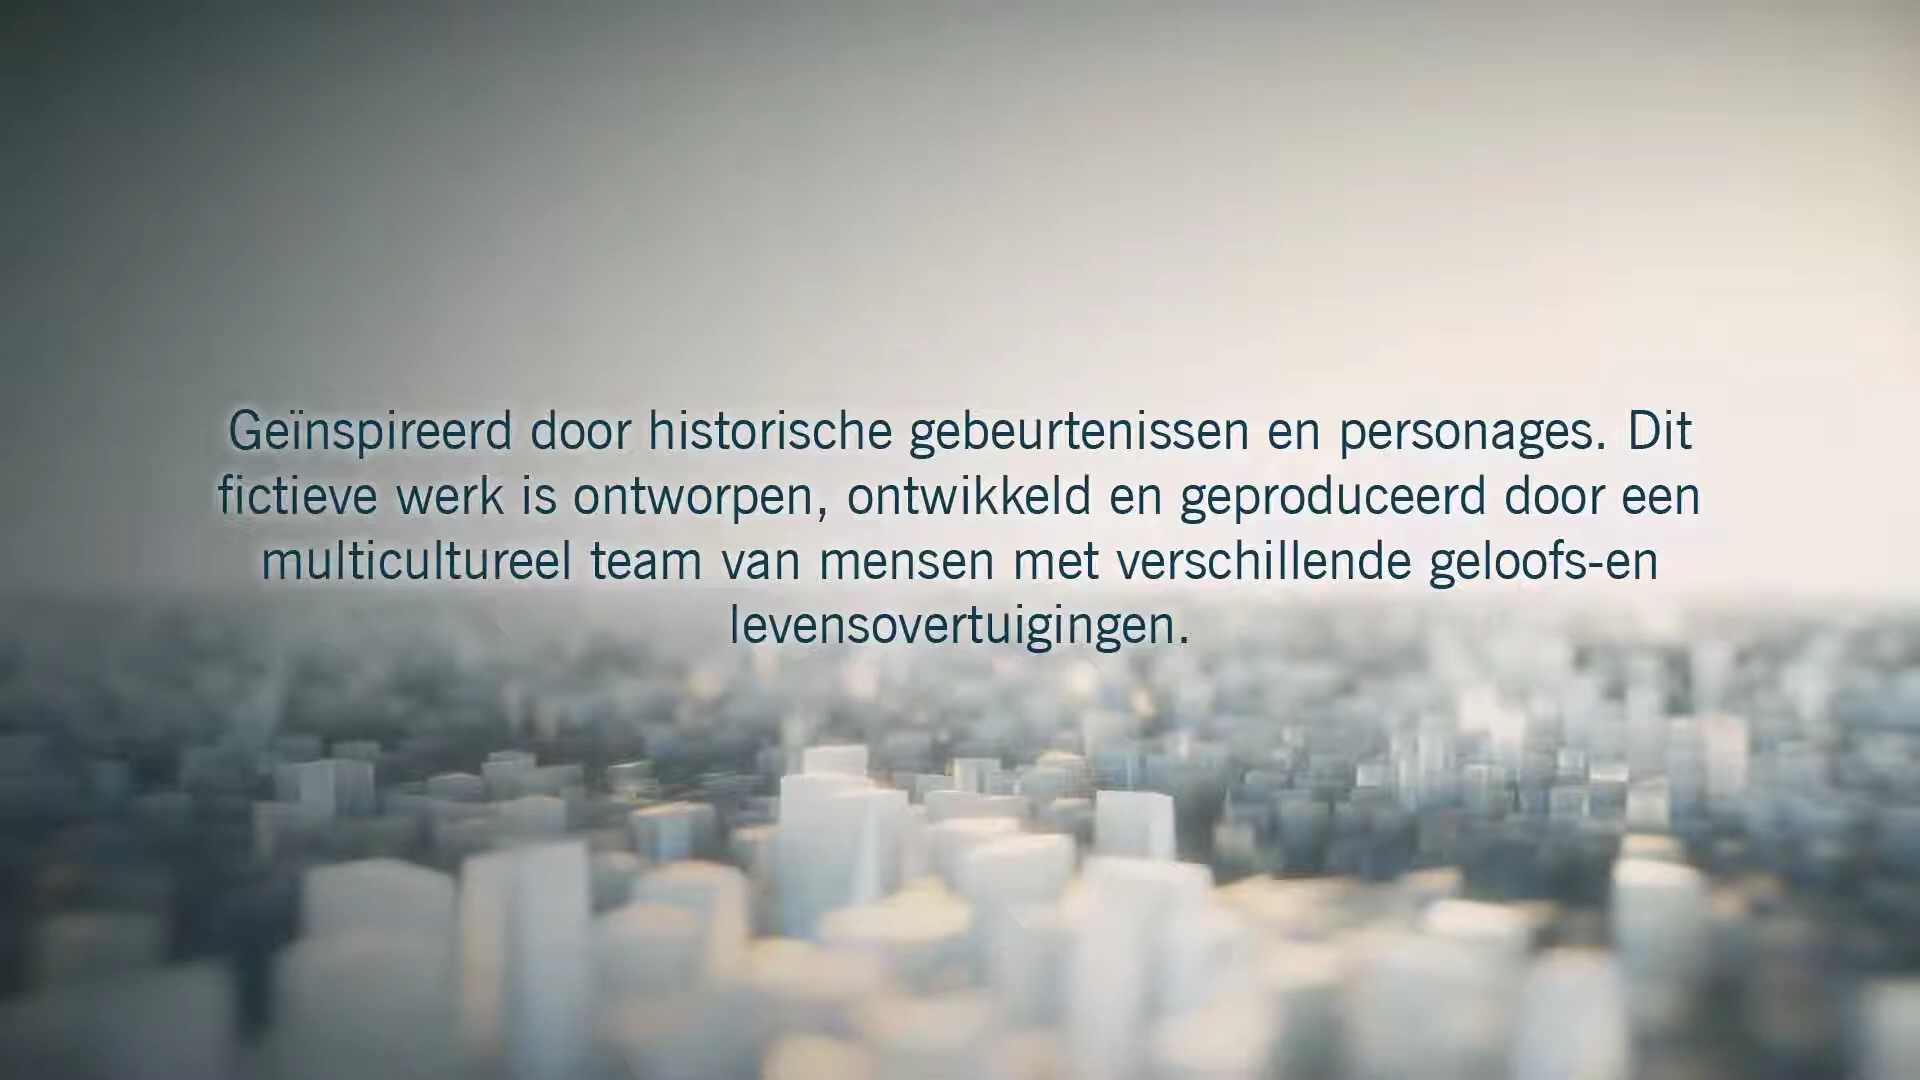 Geïnspireerd door historische gebeurtenissen en personages. Dit
fictieve werk is ontworpen, ontwikkeld en geproduceerd door een
multicultureel team van mensen met verschillende geloofs-en
levensovertuigingen.